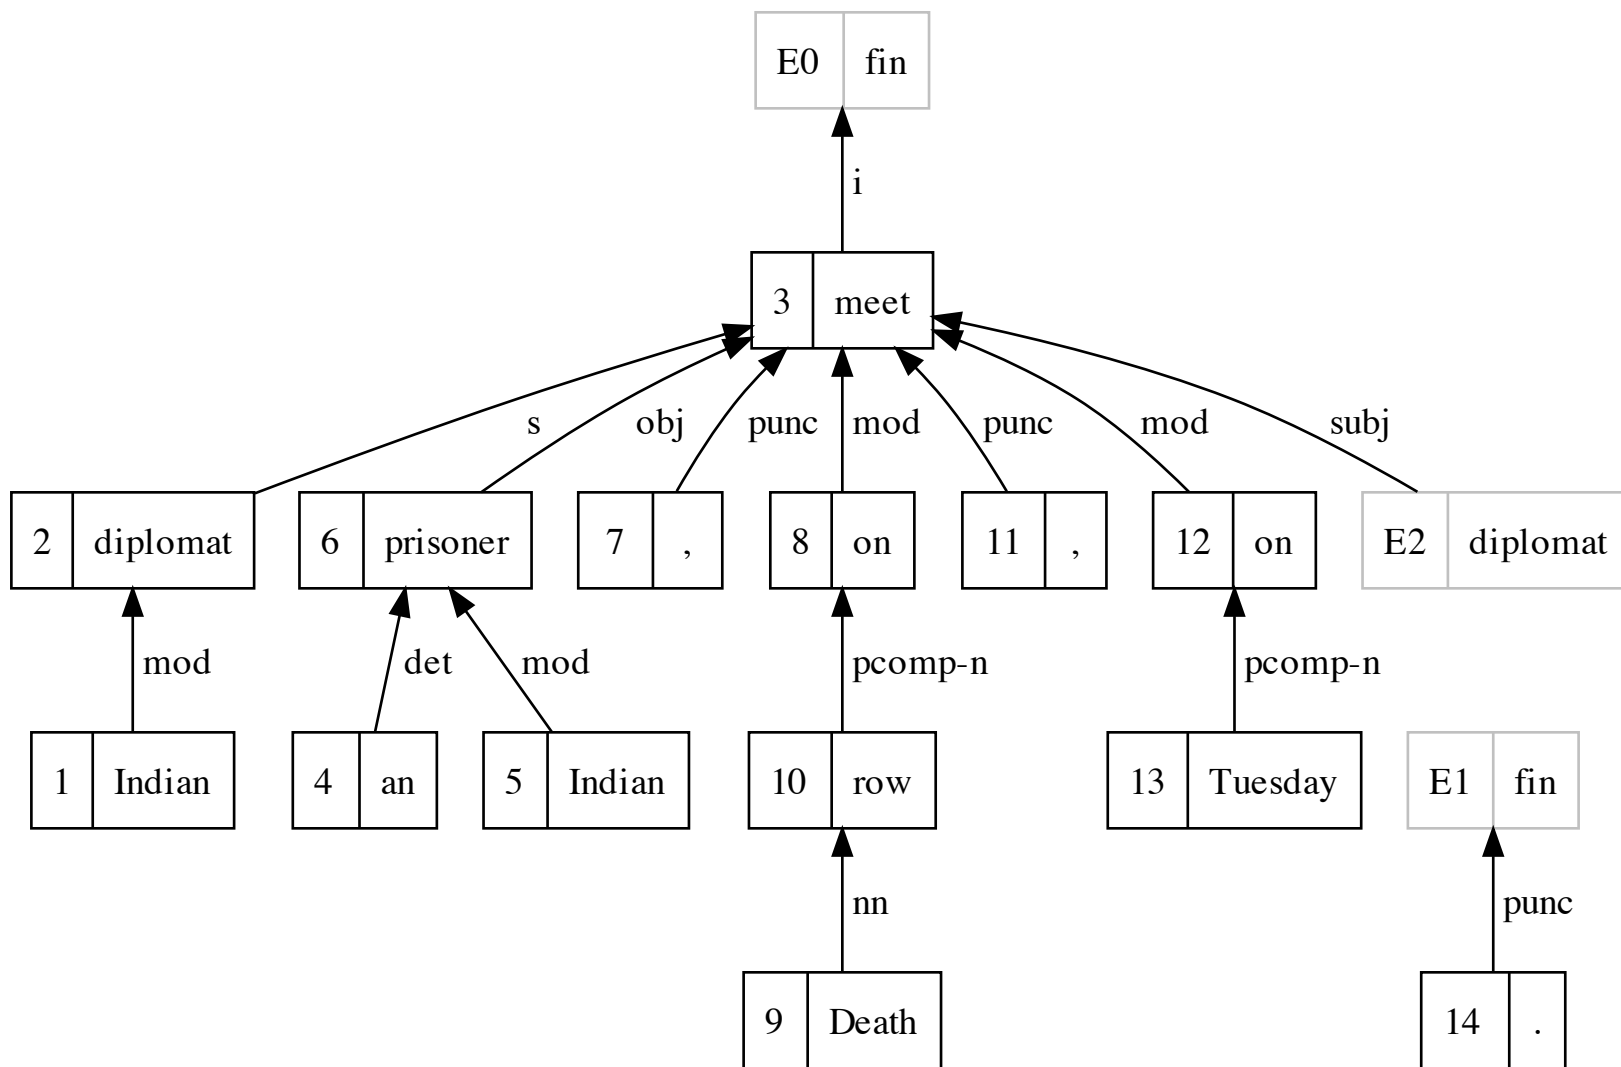 E0 fin
i
3 meet
s obj punc mod punc mod subj
2 diplomat 6 prisoner 7 , 8 on 11 , 12 on E2 diplomat
mod det mod pcomp-n pcomp-n
1 Indian 4 an 5 Indian 10 row 13 Tuesday E1 fin
nn punc
9 Death 14 .